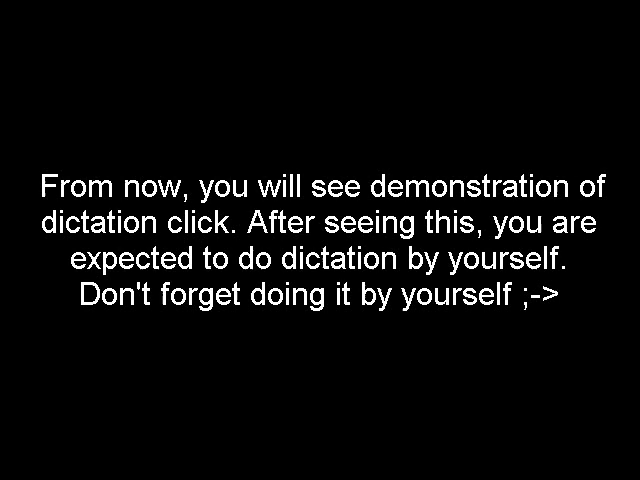 From now, you will see demonstration of
dictation click. After seeing this, you are
expected to do dictation by yourself.
Don't forget doing it by yourself ;->